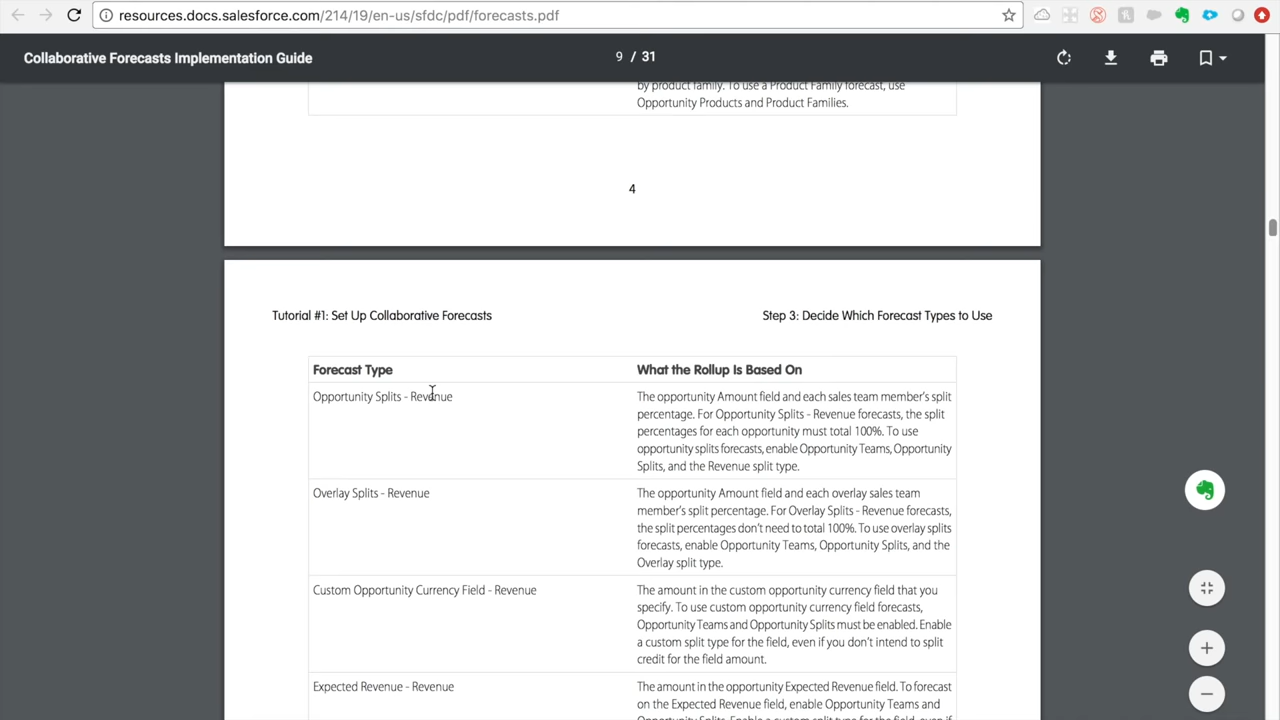 resources.docs.salesforce.com/214/19/en-us/sfdc/pdf/forecasts.pdf
Collaborative Forecasts Implementation Guide
9 / 31
by product family. To use a Product Family forecast, use
Opportunity Products and Product Families.
4
Tutorial #1: Set Up Collaborative Forecasts
Step 3: Decide Which Forecast Types to Use
Forecast Type
What the Rollup Is Based On
Opportunity Splits - Revenue
The opportunity Amount field and each sales team member's split
percentage. For Opportunity Splits - Revenue forecasts, the split
percentages for each opportunity must total 100%. To use
opportunity splits forecasts, enable Opportunity Teams, Opportunity
Splits, and the Revenue split type.
Overlay Splits - Revenue
The opportunity Amount field and each overlay sales team
member's split percentage. For Overlay Splits - Revenue forecasts,
the split percentages don't need to total 100%. To use overlay splits
forecasts, enable Opportunity Teams, Opportunity Splits, and the
Overlay split type.
Custom Opportunity Currency Field - Revenue
The amount in the custom opportunity currency field that you
specify. To use custom opportunity currency field forecasts,
Opportunity Teams and Opportunity Splits must be enabled. Enable
a custom split type for the field, even if you don't intend to split
credit for the field amount.
Expected Revenue - Revenue
The amount in the opportunity Expected Revenue field. To forecast
on the Expected Revenue field, enable Opportunity Teams and
Opportunity Splits. Enable a custom split type for the field, even if